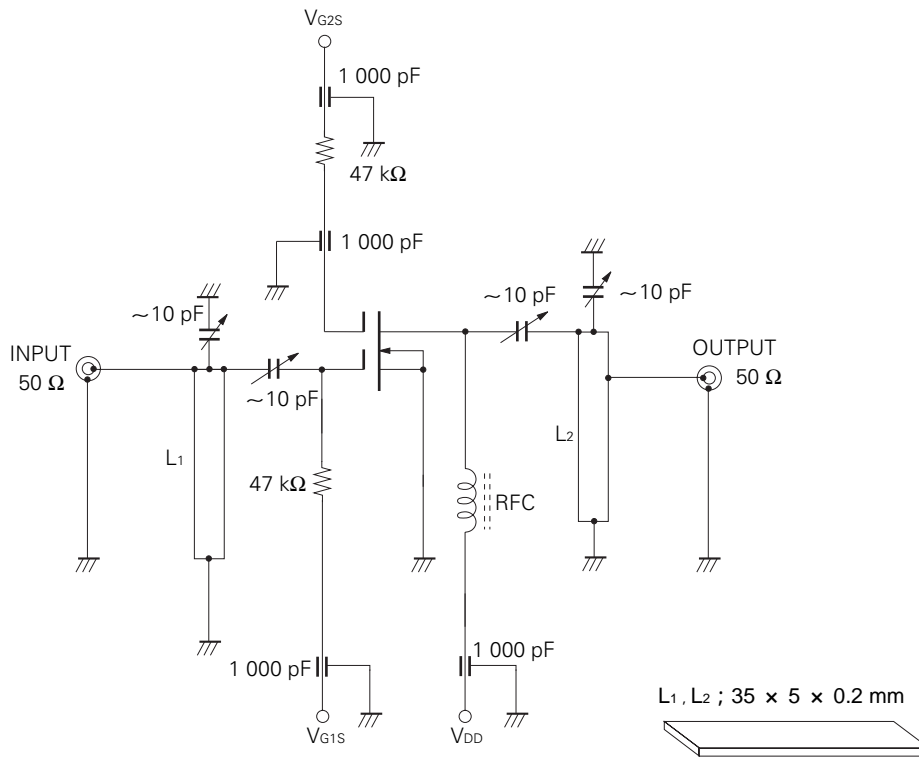 VG2S
1 000 pF
47 kΩ
1 000 pF
∼10 pF
∼10 pF
∼10 pF
INPUT
50 Ω
OUTPUT
50 Ω
∼10 pF
L1
L2
47 kΩ
RFC
1 000 pF
1 000 pF
L1, L2 ; 35 × 5 × 0.2 mm
VG1S
VDD